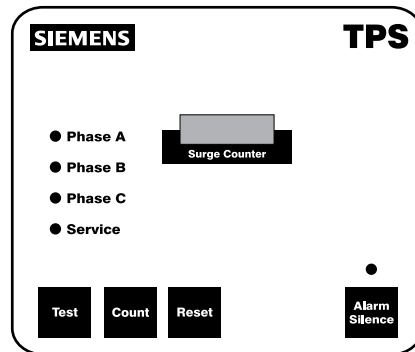 SIEMENS TPS
Phase A
Surge Counter
Phase B
Phase C
Service
Test Count Reset
Alarm
Silence